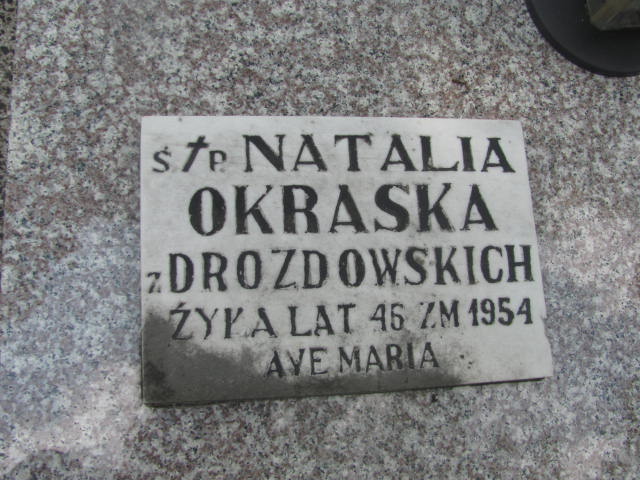 Ś✝P. NATALIA
OKRASKA
z DROZDOWSKICH
ŻYŁA LAT 46 ZM 1954
AVE MARIA